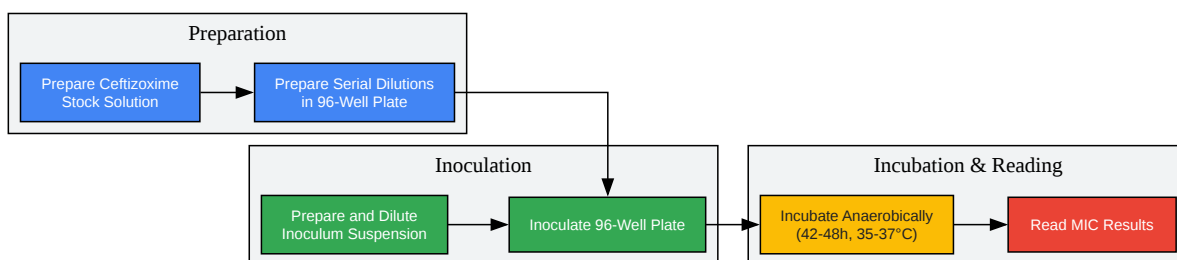 Preparation
Prepare Ceftizoxime
Stock Solution
Prepare Serial Dilutions
in 96-Well Plate
Inoculation
Prepare and Dilute
Inoculum Suspension
Inoculate 96-Well Plate
Incubation & Reading
Incubate Anaerobically
(42-48h, 35-37°C)
Read MIC Results